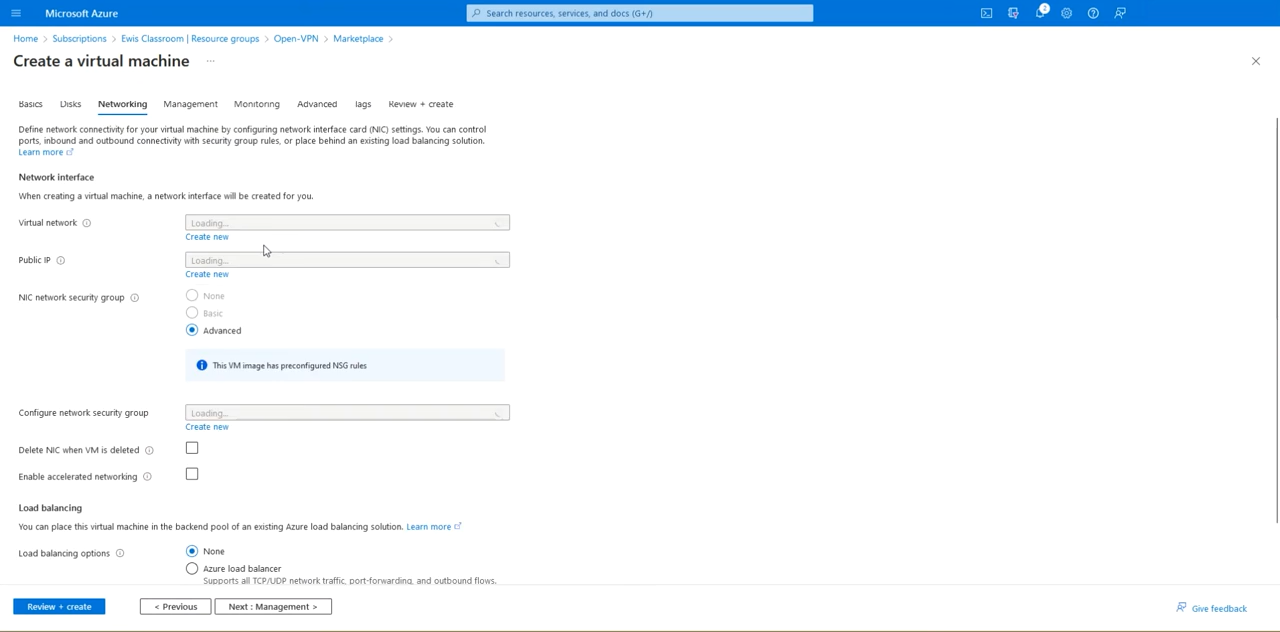 Microsoft Azure
Search resources, services, and docs (G+/)
2
Home > Subscriptions > Ewis Classroom | Resource groups > Open-VPN > Marketplace >
Create a virtual machine ...
Basics Disks Networking Management Monitoring Advanced Tags Review + create
Define network connectivity for your virtual machine by configuring network interface card (NIC) settings. You can control
ports, inbound and outbound connectivity with security group rules, or place behind an existing load balancing solution.
Learn more
Network interface
When creating a virtual machine, a network interface will be created for you.
Virtual network
Loading...
Create new
Public IP
Loading...
Create new
NIC network security group
None
Basic
Advanced
This VM image has preconfigured NSG rules
Configure network security group
Loading...
Create new
Delete NIC when VM is deleted
Enable accelerated networking
Load balancing
You can place this virtual machine in the backend pool of an existing Azure load balancing solution. Learn more
Load balancing options
None
Azure load balancer
Supports all TCP/UDP network traffic, port-forwarding, and outbound flows.
Review + create
< Previous
Next : Management >
Give feedback